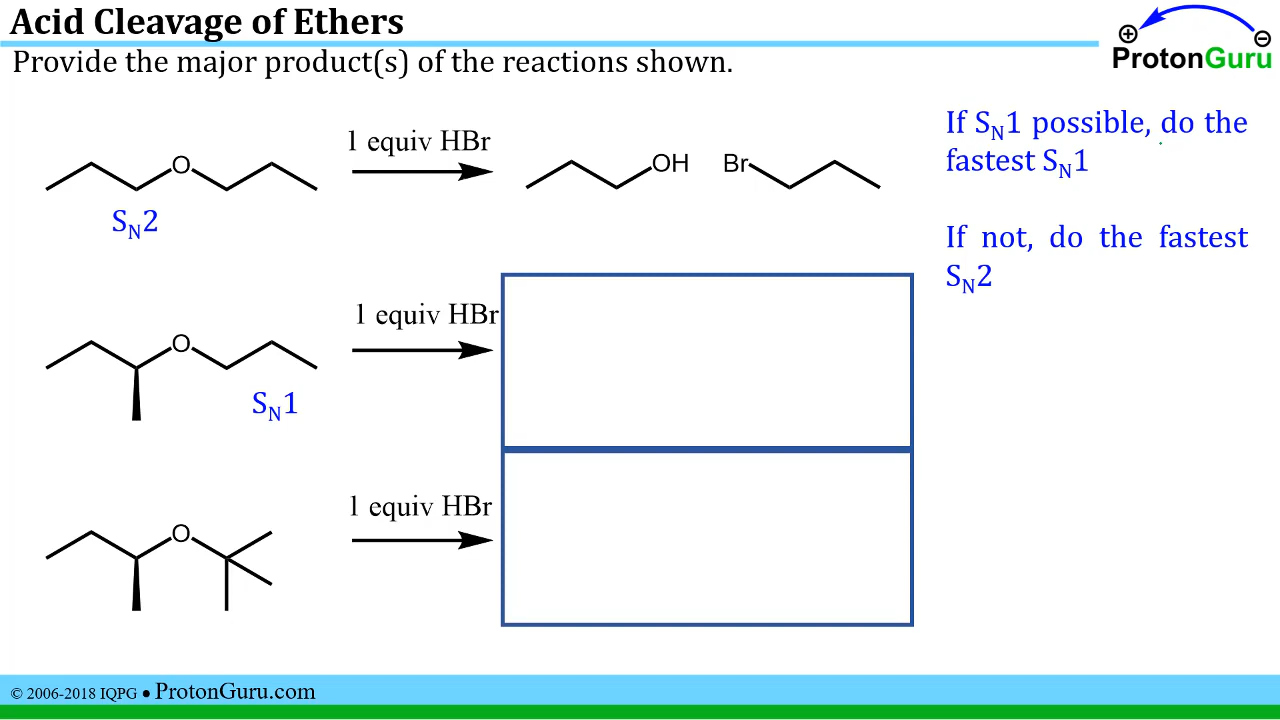 Acid Cleavage of Ethers
ProtonGuru
Provide the major product(s) of the reactions shown.
1 equiv HBr
O
OH Br
SN2
If SN1 possible, do the
fastest SN1
If not, do the fastest
SN2
1 equiv HBr
O
SN1
1 equiv HBr
O
© 2006-2018 IQPG ● ProtonGuru.com